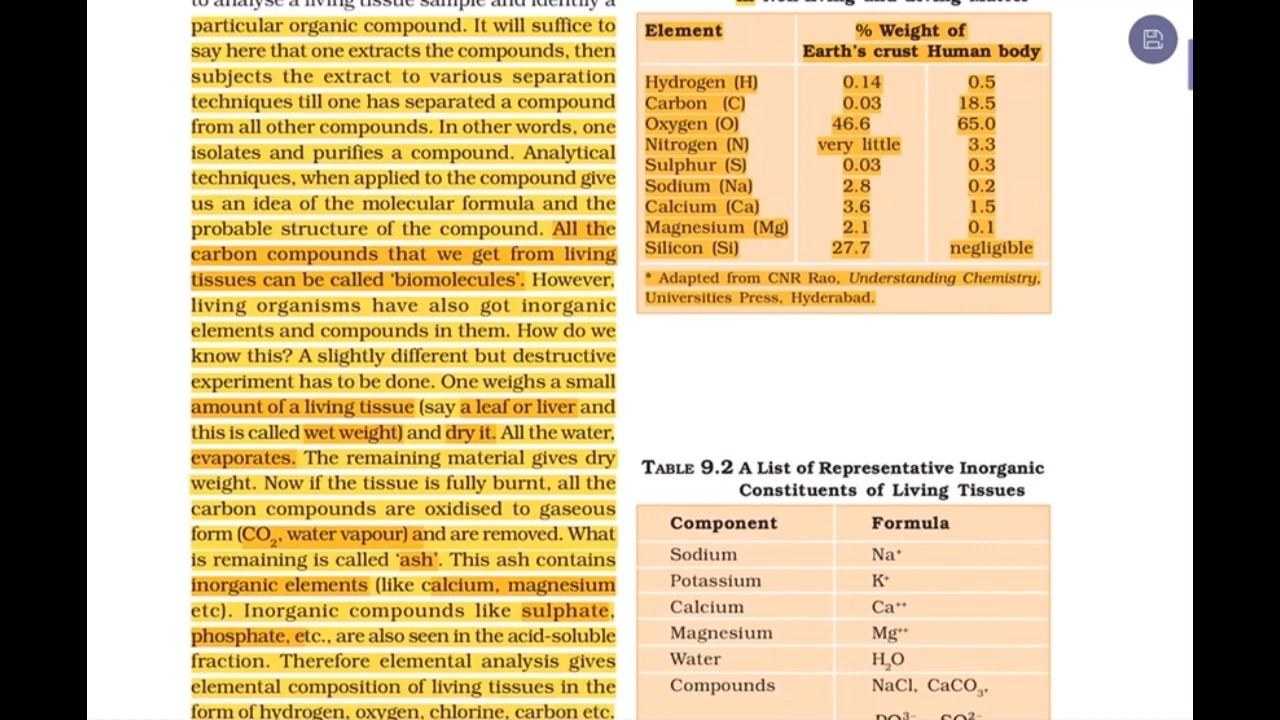 to analyse a living tissue sample and identify a
particular organic compound. It will suffice to
say here that one extracts the compounds, then
subjects the extract to various separation
techniques till one has separated a compound
from all other compounds. In other words, one
isolates and purifies a compound. Analytical
techniques, when applied to the compound give
us an idea of the molecular formula and the
probable structure of the compound. All the
carbon compounds that we get from living
tissues can be called ‘biomolecules’. However,
living organisms have also got inorganic
elements and compounds in them. How do we
know this? A slightly different but destructive
experiment has to be done. One weighs a small
amount of a living tissue (say a leaf or liver and
this is called wet weight) and dry it. All the water,
evaporates. The remaining material gives dry
weight. Now if the tissue is fully burnt, all the
carbon compounds are oxidised to gaseous
form (CO₂, water vapour) and are removed. What
is remaining is called ‘ash’. This ash contains
inorganic elements (like calcium, magnesium
etc). Inorganic compounds like sulphate,
phosphate, etc., are also seen in the acid-soluble
fraction. Therefore elemental analysis gives
elemental composition of living tissues in the
form of hydrogen, oxygen, chlorine, carbon etc.
in Non-living and Living Matter
Element % Weight of
Earth’s crust Human body
Hydrogen (H) 0.14 0.5
Carbon (C) 0.03 18.5
Oxygen (O) 46.6 65.0
Nitrogen (N) very little 3.3
Sulphur (S) 0.03 0.3
Sodium (Na) 2.8 0.2
Calcium (Ca) 3.6 1.5
Magnesium (Mg) 2.1 0.1
Silicon (Si) 27.7 negligible
* Adapted from CNR Rao, Understanding Chemistry,
Universities Press, Hyderabad.
TABLE 9.2 A List of Representative Inorganic
Constituents of Living Tissues
Component Formula
Sodium Na⁺
Potassium K⁺
Calcium Ca⁺⁺
Magnesium Mg⁺⁺
Water H₂O
Compounds NaCl, CaCO₃,
PO³⁻ SO²⁻